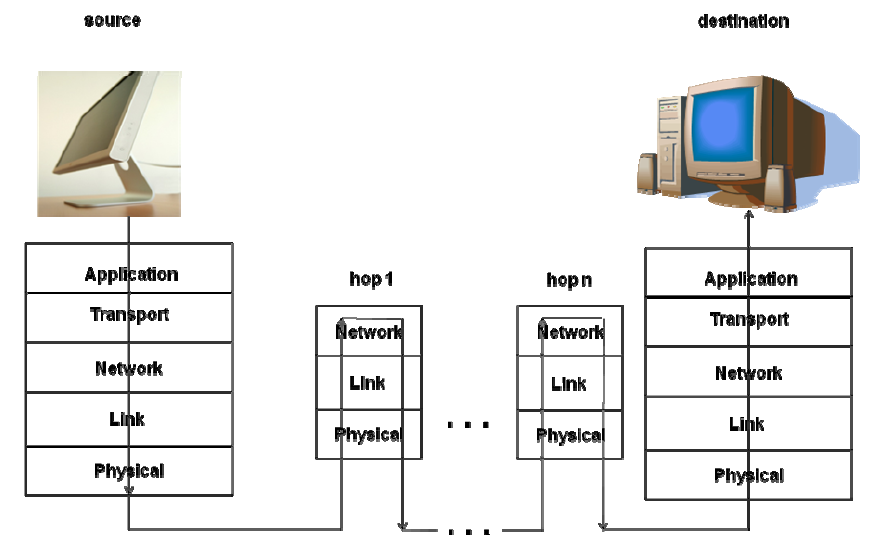 source
destination
Application
Transport
Network
Link
Physical
hop 1
Network
Link
Physical
. . .
. . .
hop n
Network
Link
Physical
Application
Transport
Network
Link
Physical